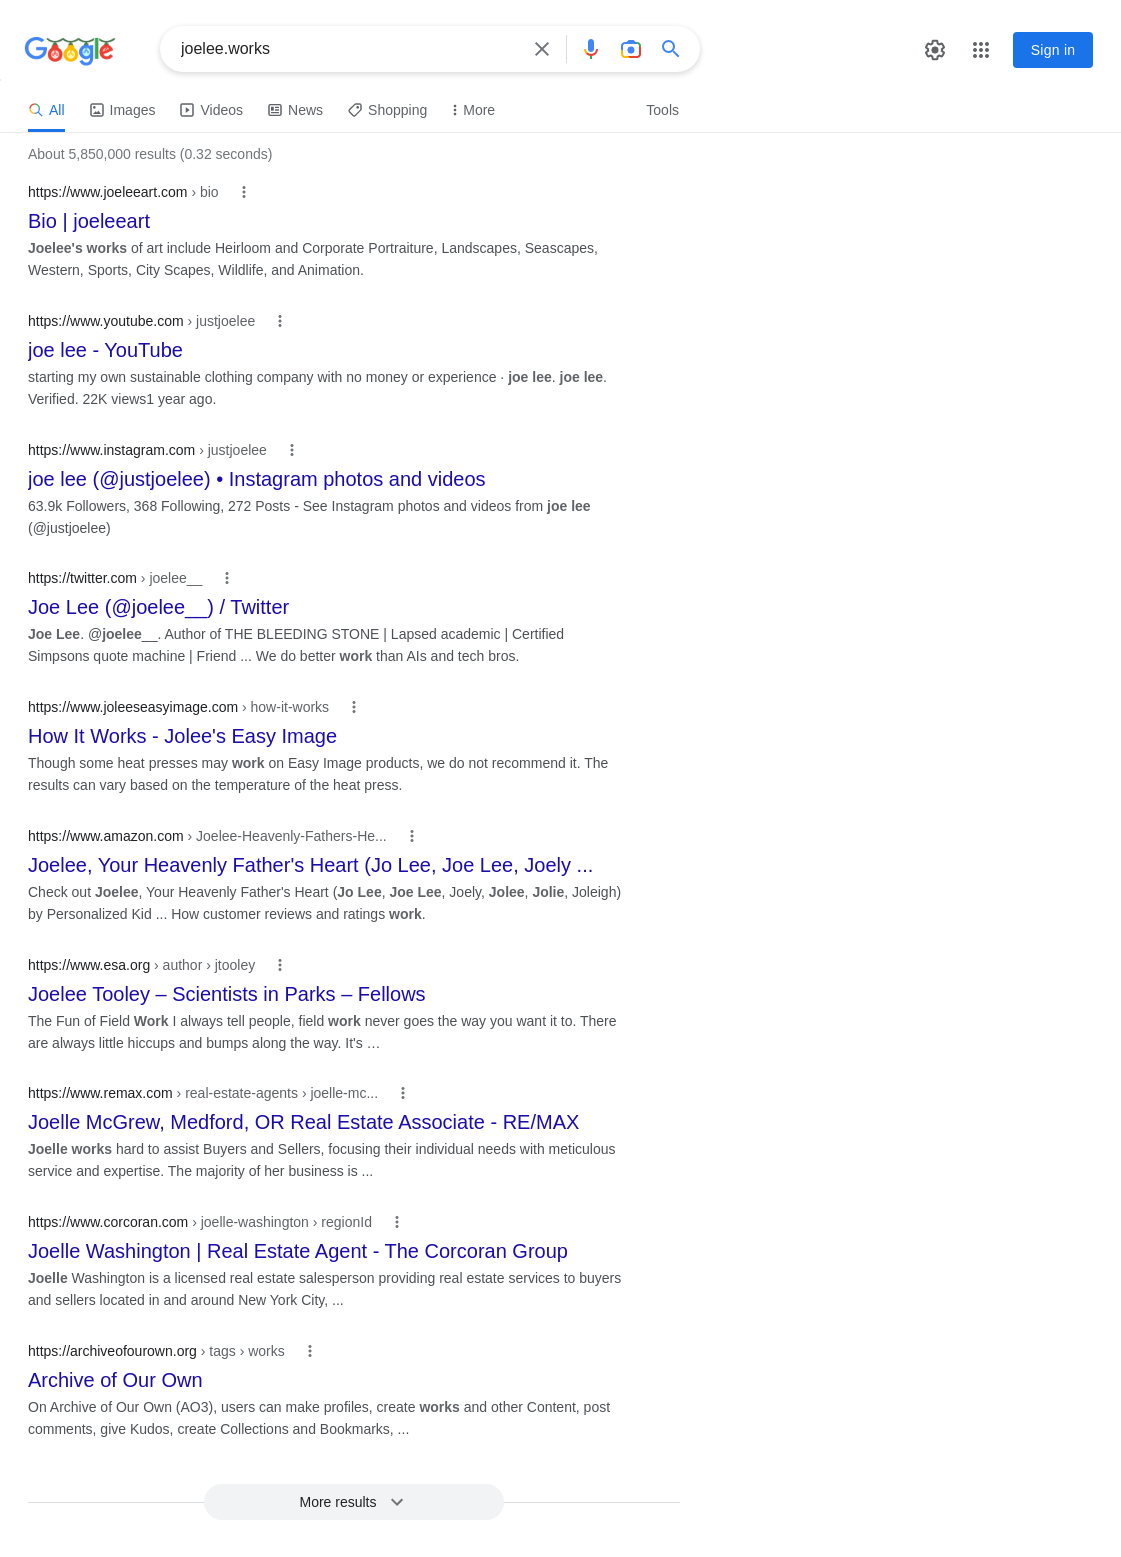 Google
joelee.works
Sign in
All Images Videos News Shopping More Tools
About 5,850,000 results (0.32 seconds)
https://www.joeleeart.com › bio
Bio | joeleeart
Joelee's works of art include Heirloom and Corporate Portraiture, Landscapes, Seascapes,
Western, Sports, City Scapes, Wildlife, and Animation.
https://www.youtube.com › justjoelee
joe lee - YouTube
starting my own sustainable clothing company with no money or experience · joe lee. joe lee.
Verified. 22K views1 year ago.
https://www.instagram.com › justjoelee
joe lee (@justjoelee) • Instagram photos and videos
63.9k Followers, 368 Following, 272 Posts - See Instagram photos and videos from joe lee
(@justjoelee)
https://twitter.com › joelee__
Joe Lee (@joelee__) / Twitter
Joe Lee. @joelee__. Author of THE BLEEDING STONE | Lapsed academic | Certified
Simpsons quote machine | Friend ... We do better work than AIs and tech bros.
https://www.joleeseasyimage.com › how-it-works
How It Works - Jolee's Easy Image
Though some heat presses may work on Easy Image products, we do not recommend it. The
results can vary based on the temperature of the heat press.
https://www.amazon.com › Joelee-Heavenly-Fathers-He...
Joelee, Your Heavenly Father's Heart (Jo Lee, Joe Lee, Joely ...
Check out Joelee, Your Heavenly Father's Heart (Jo Lee, Joe Lee, Joely, Jolee, Jolie, Joleigh)
by Personalized Kid ... How customer reviews and ratings work.
https://www.esa.org › author › jtooley
Joelee Tooley – Scientists in Parks – Fellows
The Fun of Field Work I always tell people, field work never goes the way you want it to. There
are always little hiccups and bumps along the way. It's …
https://www.remax.com › real-estate-agents › joelle-mc...
Joelle McGrew, Medford, OR Real Estate Associate - RE/MAX
Joelle works hard to assist Buyers and Sellers, focusing their individual needs with meticulous
service and expertise. The majority of her business is ...
https://www.corcoran.com › joelle-washington › regionId
Joelle Washington | Real Estate Agent - The Corcoran Group
Joelle Washington is a licensed real estate salesperson providing real estate services to buyers
and sellers located in and around New York City, ...
https://archiveofourown.org › tags › works
Archive of Our Own
On Archive of Our Own (AO3), users can make profiles, create works and other Content, post
comments, give Kudos, create Collections and Bookmarks, ...
More results